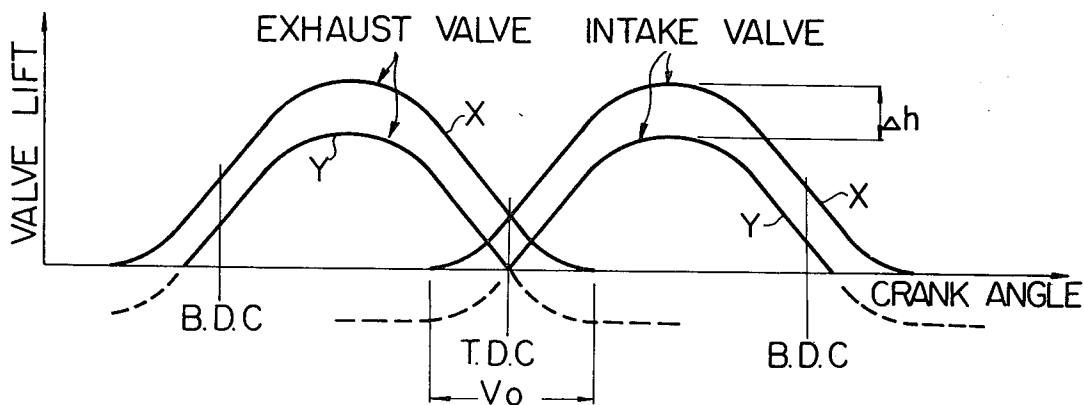 VALVE LIFT
EXHAUST VALVE
INTAKE VALVE
X
Y
Δh
X
Y
CRANK ANGLE
B.D.C
T.D.C
B.D.C
Vo